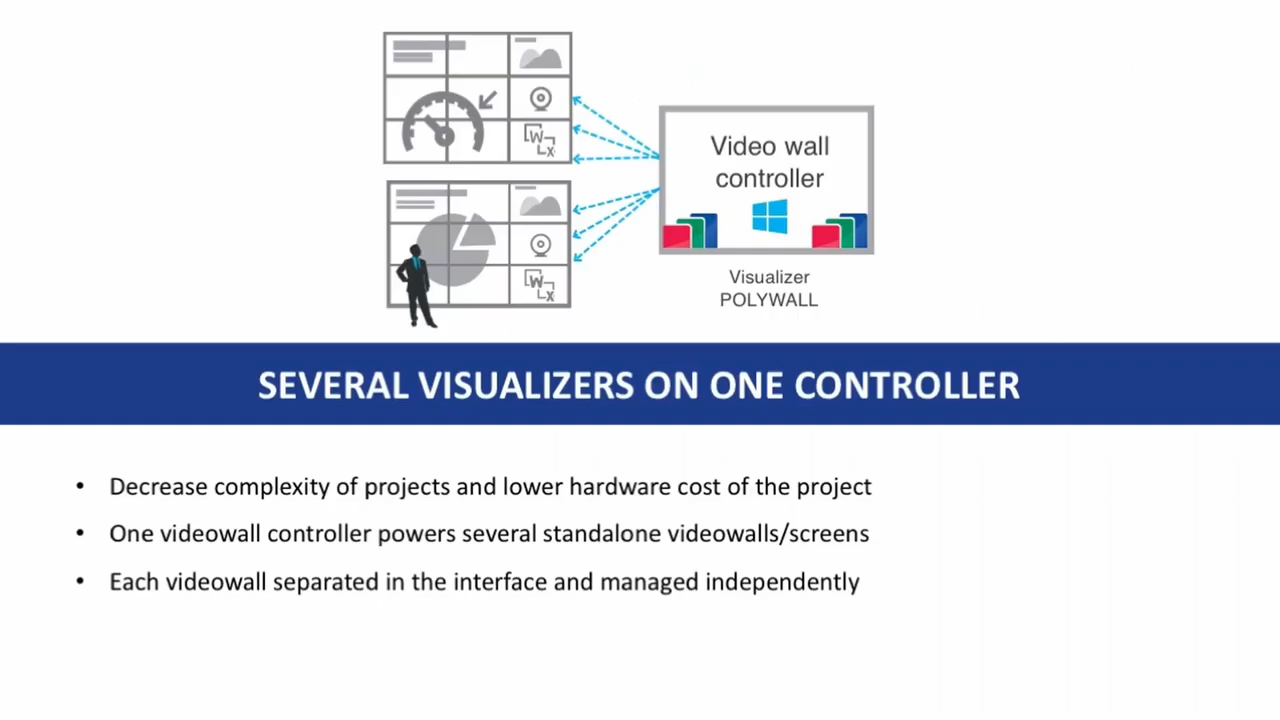 W
X
W
X
Video wall
controller
Visualizer
POLYWALL
SEVERAL VISUALIZERS ON ONE CONTROLLER
• Decrease complexity of projects and lower hardware cost of the project
• One videowall controller powers several standalone videowalls/screens
• Each videowall separated in the interface and managed independently